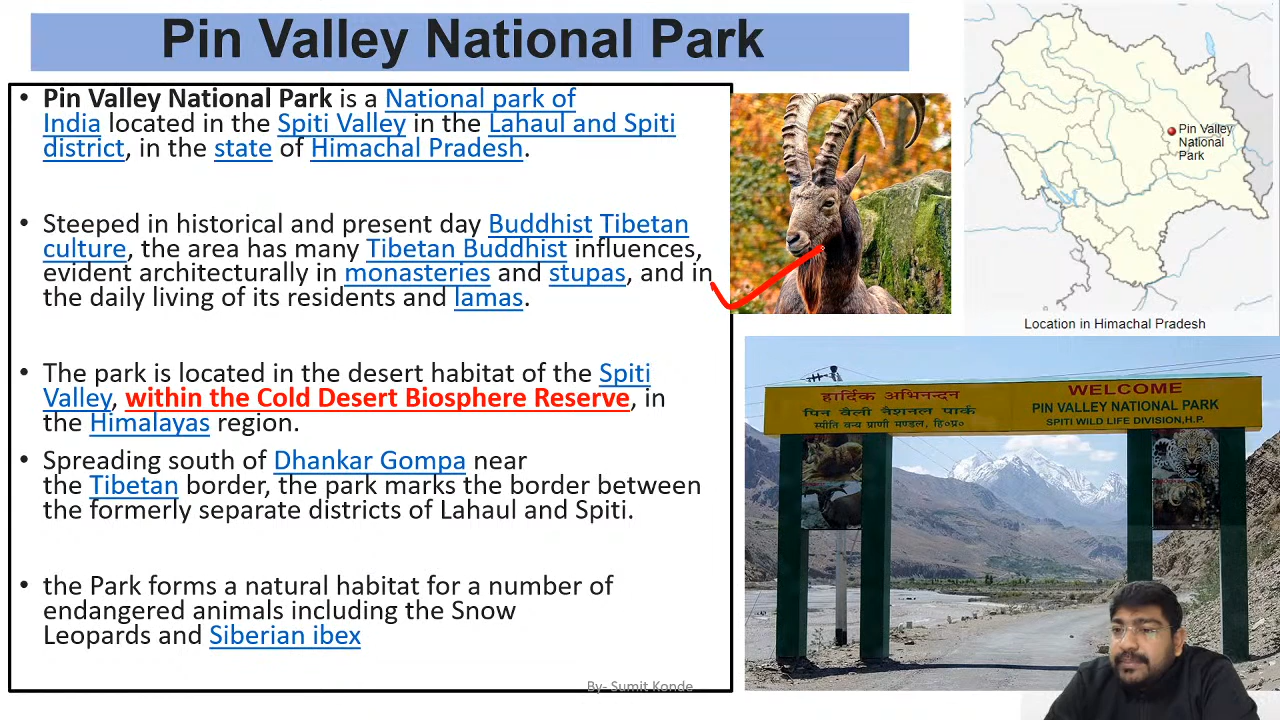 Pin Valley National Park
• Pin Valley National Park is a National park of
India located in the Spiti Valley in the Lahaul and Spiti
district, in the state of Himachal Pradesh.
• Steeped in historical and present day Buddhist Tibetan
culture, the area has many Tibetan Buddhist influences,
evident architecturally in monasteries and stupas, and in
the daily living of its residents and lamas.
• The park is located in the desert habitat of the Spiti
Valley, within the Cold Desert Biosphere Reserve, in
the Himalayas region.
• Spreading south of Dhankar Gompa near
the Tibetan border, the park marks the border between
the formerly separate districts of Lahaul and Spiti.
• the Park forms a natural habitat for a number of
endangered animals including the Snow
Leopards and Siberian ibex
By- Sumit Konde
Pin Valley
National
Park
Location in Himachal Pradesh
हार्दिक अभिनन्दन
पिन वैली नैशनल पार्क
स्पीति वन्य प्राणी मण्डल, हि०प्र०
WELCOME
PIN VALLEY NATIONAL PARK
SPITI WILD LIFE DIVISION,H.P.